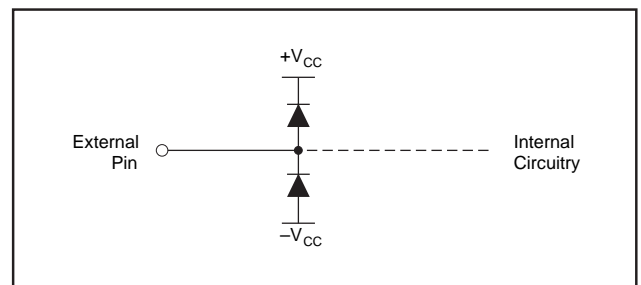 +VCC
External
Pin
Internal
Circuitry
–VCC